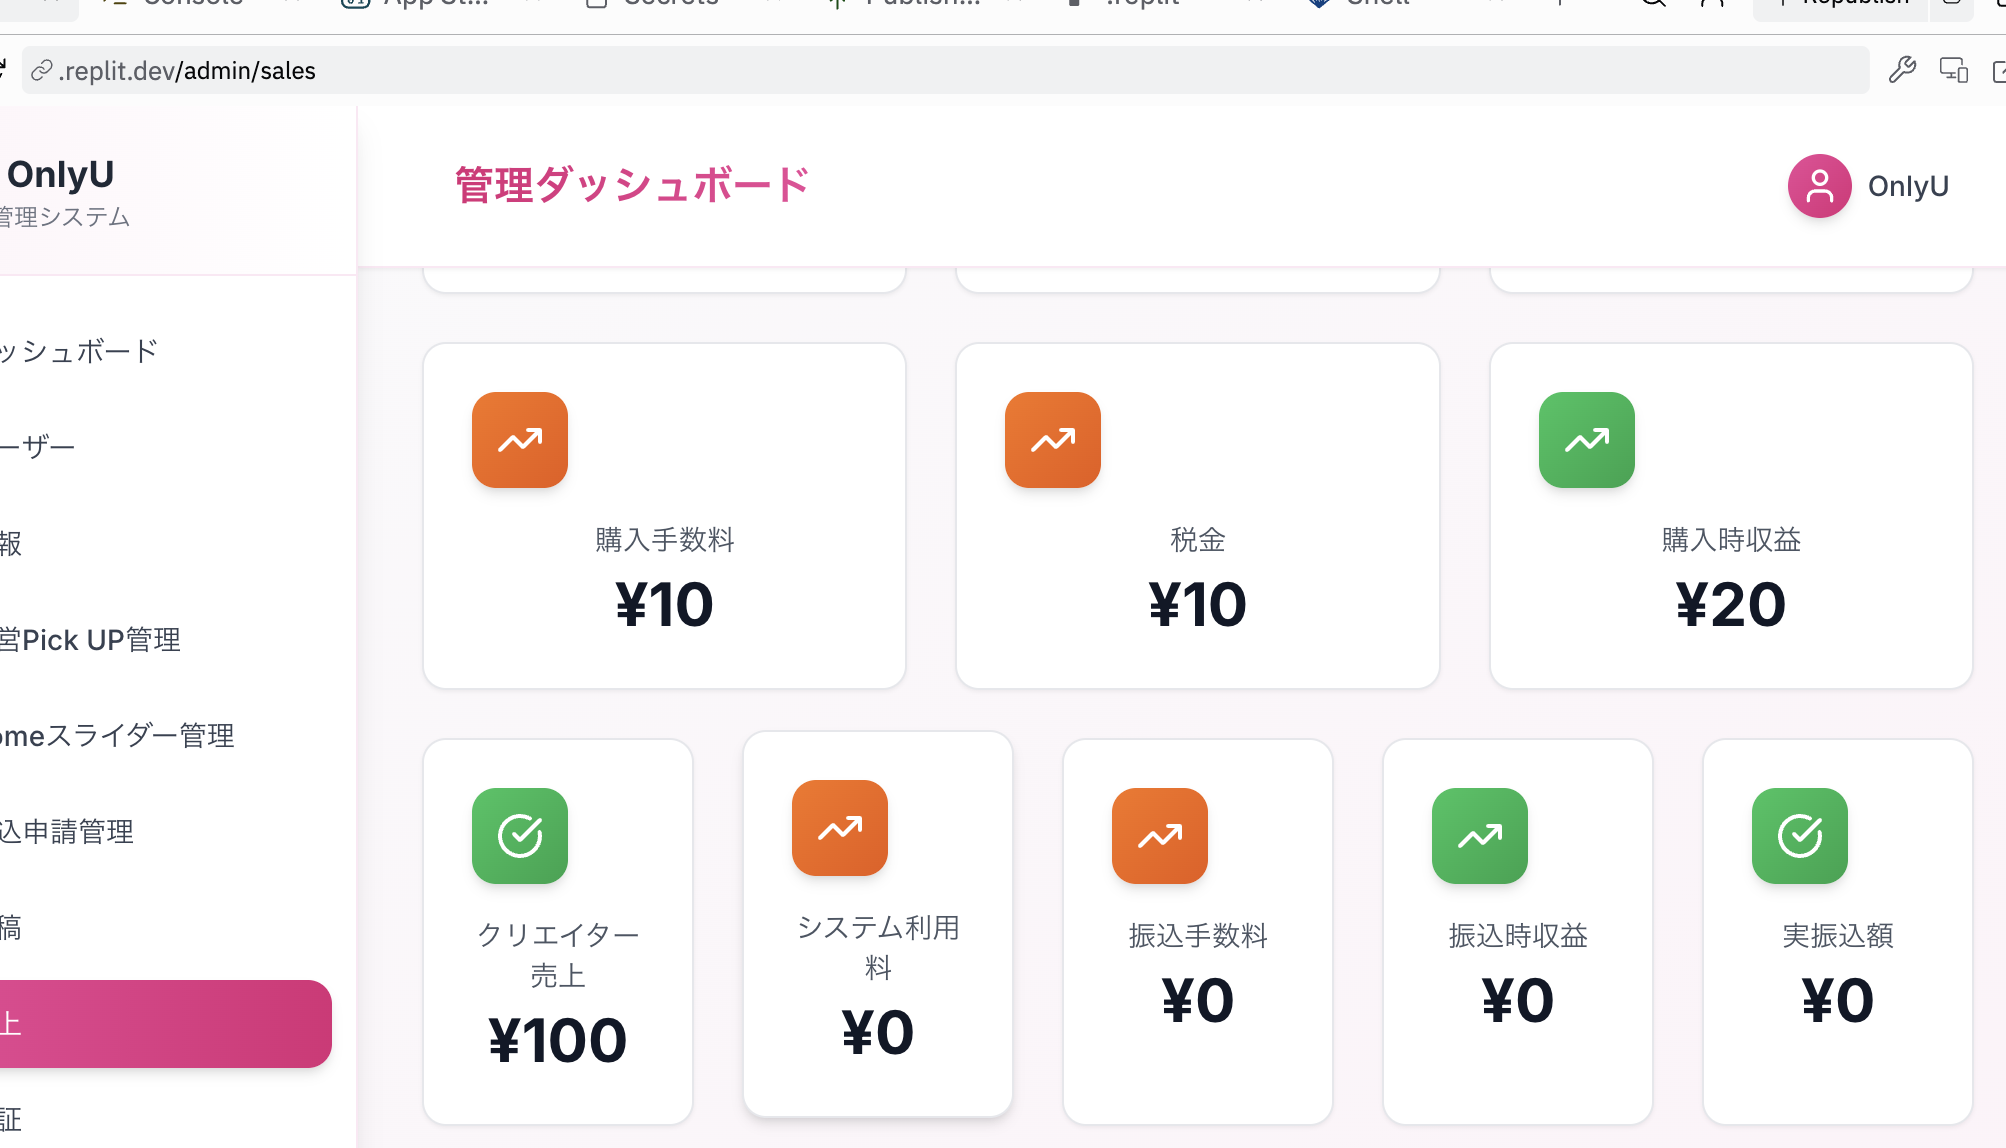 .replit.dev/admin/sales
OnlyU
管理システム
管理ダッシュボード
OnlyU
ッシュボード
ーザー
報
営Pick UP管理
omeスライダー管理
込申請管理
稿
上
証
購入手数料
¥10
税金
¥10
購入時収益
¥20
クリエイター
売上
¥100
システム利用
料
¥0
振込手数料
¥0
振込時収益
¥0
実振込額
¥0